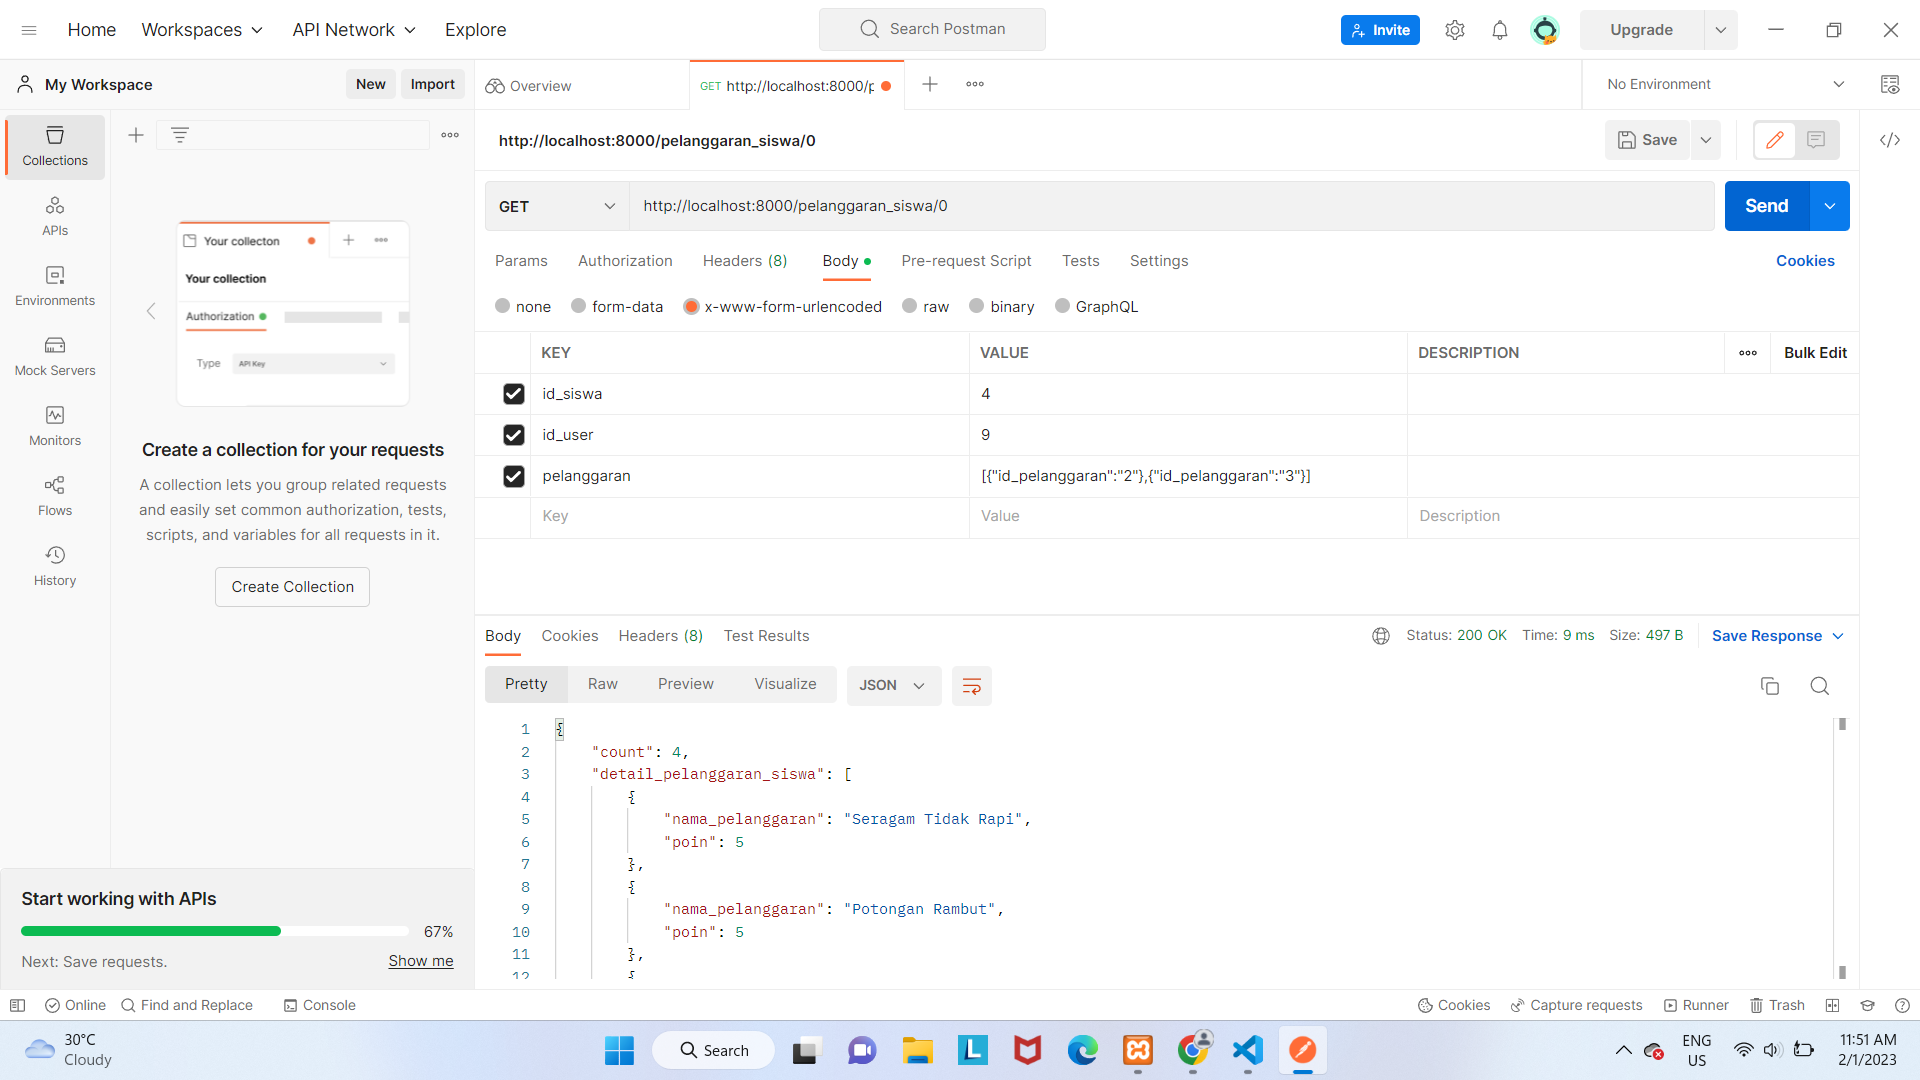 Home Workspaces API Network Explore Search Postman Invite Upgrade
My Workspace New Import Overview GET http://localhost:8000/p No Environment
Collections
APIs
Environments
Mock Servers
Monitors
Flows
History
Your collecton
Your collection
Authorization
Type API Key
Create a collection for your requests
A collection lets you group related requests
and easily set common authorization, tests,
scripts, and variables for all requests in it.
Create Collection
Start working with APIs
67%
Next: Save requests. Show me
http://localhost:8000/pelanggaran_siswa/0 Save
GET http://localhost:8000/pelanggaran_siswa/0 Send
Params Authorization Headers (8) Body Pre-request Script Tests Settings Cookies
none form-data x-www-form-urlencoded raw binary GraphQL
KEY VALUE DESCRIPTION Bulk Edit
id_siswa 4
id_user 9
pelanggaran [{"id_pelanggaran":"2"},{"id_pelanggaran":"3"}]
Key Value Description
Body Cookies Headers (8) Test Results Status: 200 OK Time: 9 ms Size: 497 B Save Response
Pretty Raw Preview Visualize JSON
1 {
2 "count": 4,
3 "detail_pelanggaran_siswa": [
4 {
5 "nama_pelanggaran": "Seragam Tidak Rapi",
6 "poin": 5
7 },
8 {
9 "nama_pelanggaran": "Potongan Rambut",
10 "poin": 5
11 },
12 {
Online Find and Replace Console Cookies Capture requests Runner Trash
30°C
Cloudy
Search
ENG
US
11:51 AM
2/1/2023